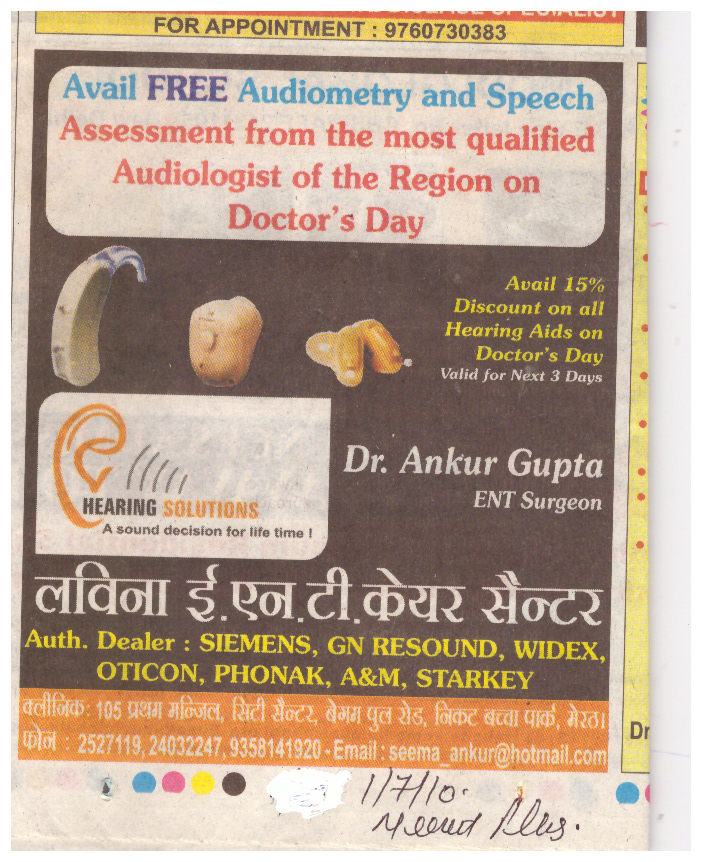 DISEASE SPECIALIST
FOR APPOINTMENT : 9760730383
Avail FREE Audiometry and Speech
Assessment from the most qualified
Audiologist of the Region on
Doctor's Day
Avail 15%
Discount on all
Hearing Aids on
Doctor's Day
Valid for Next 3 Days
HEARING SOLUTIONS
A sound decision for life time !
Dr. Ankur Gupta
ENT Surgeon
लविना ई.एन.टी.केयर सैन्टर
Auth. Dealer : SIEMENS, GN RESOUND, WIDEX,
OTICON, PHONAK, A&M, STARKEY
क्लीनिक: 105 प्रथम मन्जिल, सिटी सैन्टर, बेगम पुल रोड, निकट बच्चा पार्क, मेरठ।
फोन : 2527119, 24032247, 9358141920 - Email : seema_ankur@hotmail.com
Dr
1/7/10.